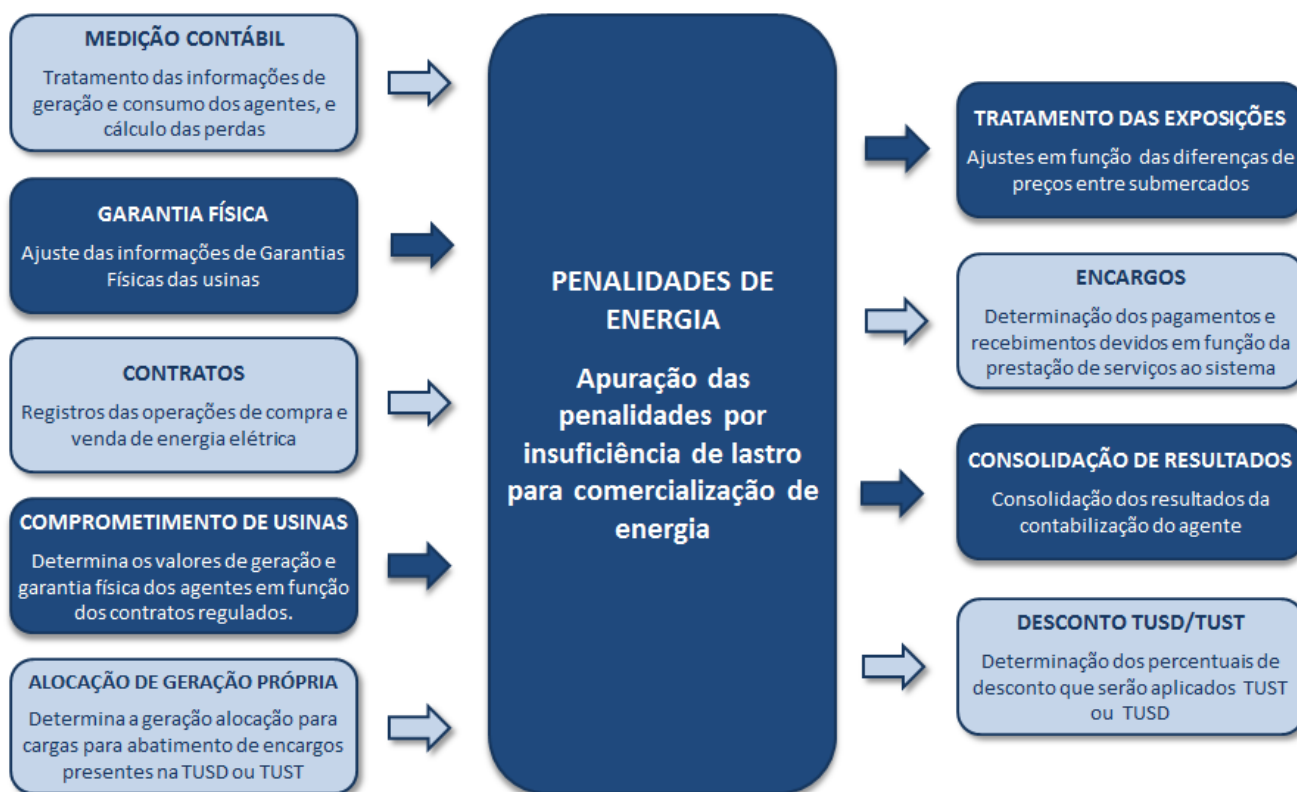 MEDIÇÃO CONTÁBIL
Tratamento das informações de
geração e consumo dos agentes, e
cálculo das perdas
GARANTIA FÍSICA
Ajuste das informações de Garantias
Físicas das usinas
CONTRATOS
Registros das operações de compra e
venda de energia elétrica
COMPROMETIMENTO DE USINAS
Determina os valores de geração e
garantia física dos agentes em função
dos contratos regulados.
ALOCAÇÃO DE GERAÇÃO PRÓPRIA
Determina a geração alocação para
cargas para abatimento de encargos
presentes na TUSD ou TUST
PENALIDADES DE
ENERGIA
Apuração das
penalidades por
insuficiência de lastro
para comercialização de
energia
TRATAMENTO DAS EXPOSIÇÕES
Ajustes em função das diferenças de
preços entre submercados
ENCARGOS
Determinação dos pagamentos e
recebimentos devidos em função da
prestação de serviços ao sistema
CONSOLIDAÇÃO DE RESULTADOS
Consolidação dos resultados da
contabilização do agente
DESCONTO TUSD/TUST
Determinação dos percentuais de
desconto que serão aplicados TUST
ou TUSD